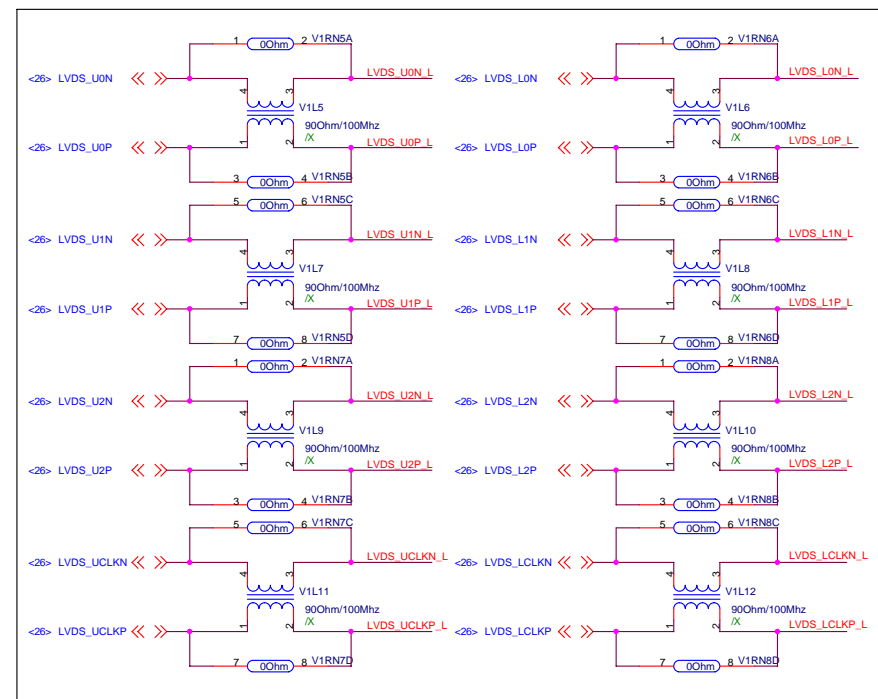 1 0Ohm 2 V1RN5A
<26> LVDS_U0N LVDS_U0N_L
4 3
V1L5
90Ohm/100Mhz
/X
1 2
<26> LVDS_U0P LVDS_U0P_L
3 0Ohm 4 V1RN5B
5 0Ohm 6 V1RN5C
<26> LVDS_U1N LVDS_U1N_L
4 3
V1L7
90Ohm/100Mhz
/X
1 2
<26> LVDS_U1P LVDS_U1P_L
7 0Ohm 8 V1RN5D
1 0Ohm 2 V1RN7A
<26> LVDS_U2N LVDS_U2N_L
4 3
V1L9
90Ohm/100Mhz
/X
1 2
<26> LVDS_U2P LVDS_U2P_L
3 0Ohm 4 V1RN7B
5 0Ohm 6 V1RN7C
<26> LVDS_UCLKN LVDS_UCLKN_L
4 3
V1L11
90Ohm/100Mhz
/X
1 2
<26> LVDS_UCLKP LVDS_UCLKP_L
7 0Ohm 8 V1RN7D
1 0Ohm 2 V1RN6A
<26> LVDS_L0N LVDS_L0N_L
4 3
V1L6
90Ohm/100Mhz
/X
1 2
<26> LVDS_L0P LVDS_L0P_L
3 0Ohm 4 V1RN6B
5 0Ohm 6 V1RN6C
<26> LVDS_L1N LVDS_L1N_L
4 3
V1L8
90Ohm/100Mhz
/X
1 2
<26> LVDS_L1P LVDS_L1P_L
7 0Ohm 8 V1RN6D
1 0Ohm 2 V1RN8A
<26> LVDS_L2N LVDS_L2N_L
4 3
V1L10
90Ohm/100Mhz
/X
1 2
<26> LVDS_L2P LVDS_L2P_L
3 0Ohm 4 V1RN8B
5 0Ohm 6 V1RN8C
<26> LVDS_LCLKN LVDS_LCLKN_L
4 3
V1L12
90Ohm/100Mhz
/X
1 2
<26> LVDS_LCLKP LVDS_LCLKP_L
7 0Ohm 8 V1RN8D